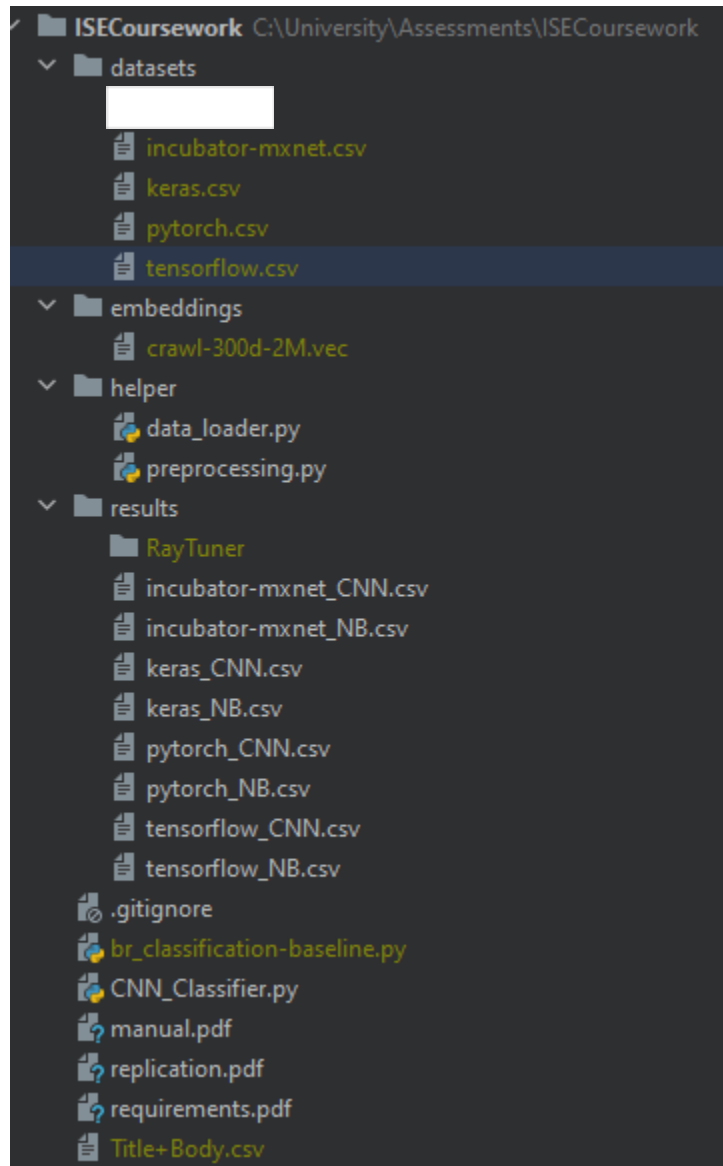 ISECoursework C:\University\Assessments\ISECoursework
datasets
incubator-mxnet.csv
keras.csv
pytorch.csv
tensorflow.csv
embeddings
crawl-300d-2M.vec
helper
data_loader.py
preprocessing.py
results
RayTuner
incubator-mxnet_CNN.csv
incubator-mxnet_NB.csv
keras_CNN.csv
keras_NB.csv
pytorch_CNN.csv
pytorch_NB.csv
tensorflow_CNN.csv
tensorflow_NB.csv
.gitignore
br_classification-baseline.py
CNN_Classifier.py
manual.pdf
replication.pdf
requirements.pdf
Title+Body.csv